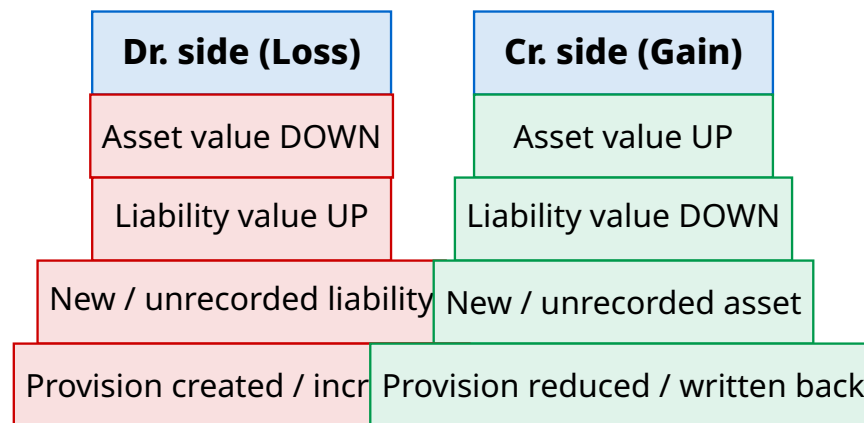 Dr. side (Loss)
Cr. side (Gain)
Asset value DOWN
Asset value UP
Liability value UP
Liability value DOWN
New / unrecorded liability
New / unrecorded asset
Provision created / incr
Provision reduced / written back